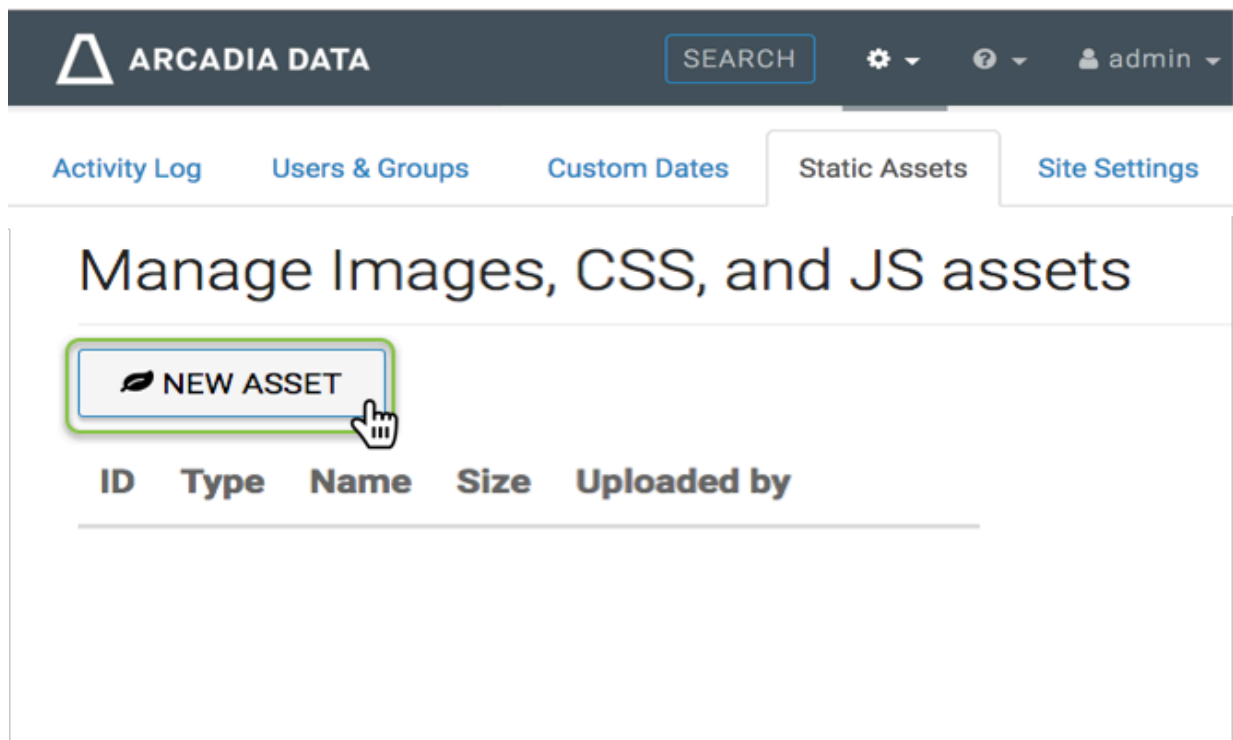 ARCADIA DATA SEARCH admin
Activity Log Users & Groups Custom Dates Static Assets Site Settings
Manage Images, CSS, and JS assets
NEW ASSET
ID Type Name Size Uploaded by